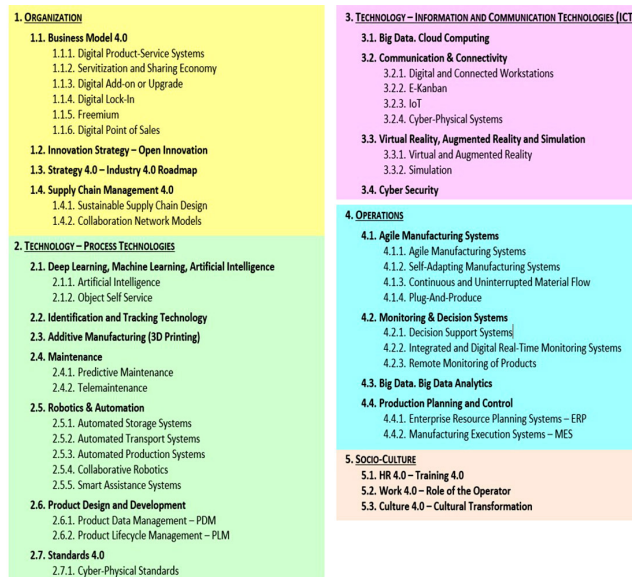 1. ORGANIZATION
1.1. Business Model 4.0
1.1.1. Digital Product-Service Systems
1.1.2. Servitization and Sharing Economy
1.1.3. Digital Add-on or Upgrade
1.1.4. Digital Lock-In
1.1.5. Freemium
1.1.6. Digital Point of Sales
1.2. Innovation Strategy – Open Innovation
1.3. Strategy 4.0 – Industry 4.0 Roadmap
1.4. Supply Chain Management 4.0
1.4.1. Sustainable Supply Chain Design
1.4.2. Collaboration Network Models
2. TECHNOLOGY – PROCESS TECHNOLOGIES
2.1. Deep Learning, Machine Learning, Artificial Intelligence
2.1.1. Artificial Intelligence
2.1.2. Object Self Service
2.2. Identification and Tracking Technology
2.3. Additive Manufacturing (3D Printing)
2.4. Maintenance
2.4.1. Predictive Maintenance
2.4.2. Telemaintenance
2.5. Robotics & Automation
2.5.1. Automated Storage Systems
2.5.2. Automated Transport Systems
2.5.3. Automated Production Systems
2.5.4. Collaborative Robotics
2.5.5. Smart Assistance Systems
2.6. Product Design and Development
2.6.1. Product Data Management – PDM
2.6.2. Product Lifecycle Management – PLM
2.7. Standards 4.0
2.7.1. Cyber-Physical Standards
3. TECHNOLOGY – INFORMATION AND COMMUNICATION TECHNOLOGIES (ICT
3.1. Big Data. Cloud Computing
3.2. Communication & Connectivity
3.2.1. Digital and Connected Workstations
3.2.2. E-Kanban
3.2.3. IoT
3.2.4. Cyber-Physical Systems
3.3. Virtual Reality, Augmented Reality and Simulation
3.3.1. Virtual and Augmented Reality
3.3.2. Simulation
3.4. Cyber Security
4. OPERATIONS
4.1. Agile Manufacturing Systems
4.1.1. Agile Manufacturing Systems
4.1.2. Self-Adapting Manufacturing Systems
4.1.3. Continuous and Uninterrupted Material Flow
4.1.4. Plug-And-Produce
4.2. Monitoring & Decision Systems
4.2.1. Decision Support Systems
4.2.2. Integrated and Digital Real-Time Monitoring Systems
4.2.3. Remote Monitoring of Products
4.3. Big Data. Big Data Analytics
4.4. Production Planning and Control
4.4.1. Enterprise Resource Planning Systems – ERP
4.4.2. Manufacturing Execution Systems – MES
5. SOCIO-CULTURE
5.1. HR 4.0 – Training 4.0
5.2. Work 4.0 – Role of the Operator
5.3. Culture 4.0 – Cultural Transformation